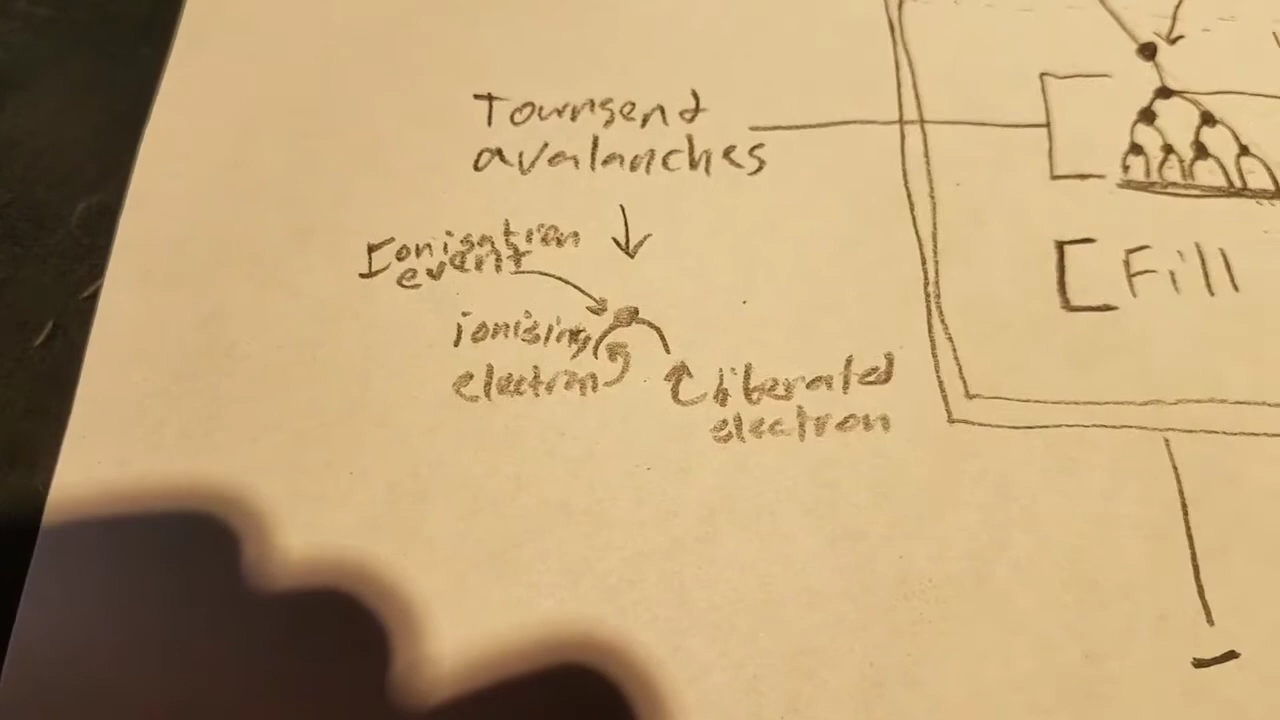 Townsend
avalanches
Ionisation
event
ionising
electron
liberated
electron
[Fill